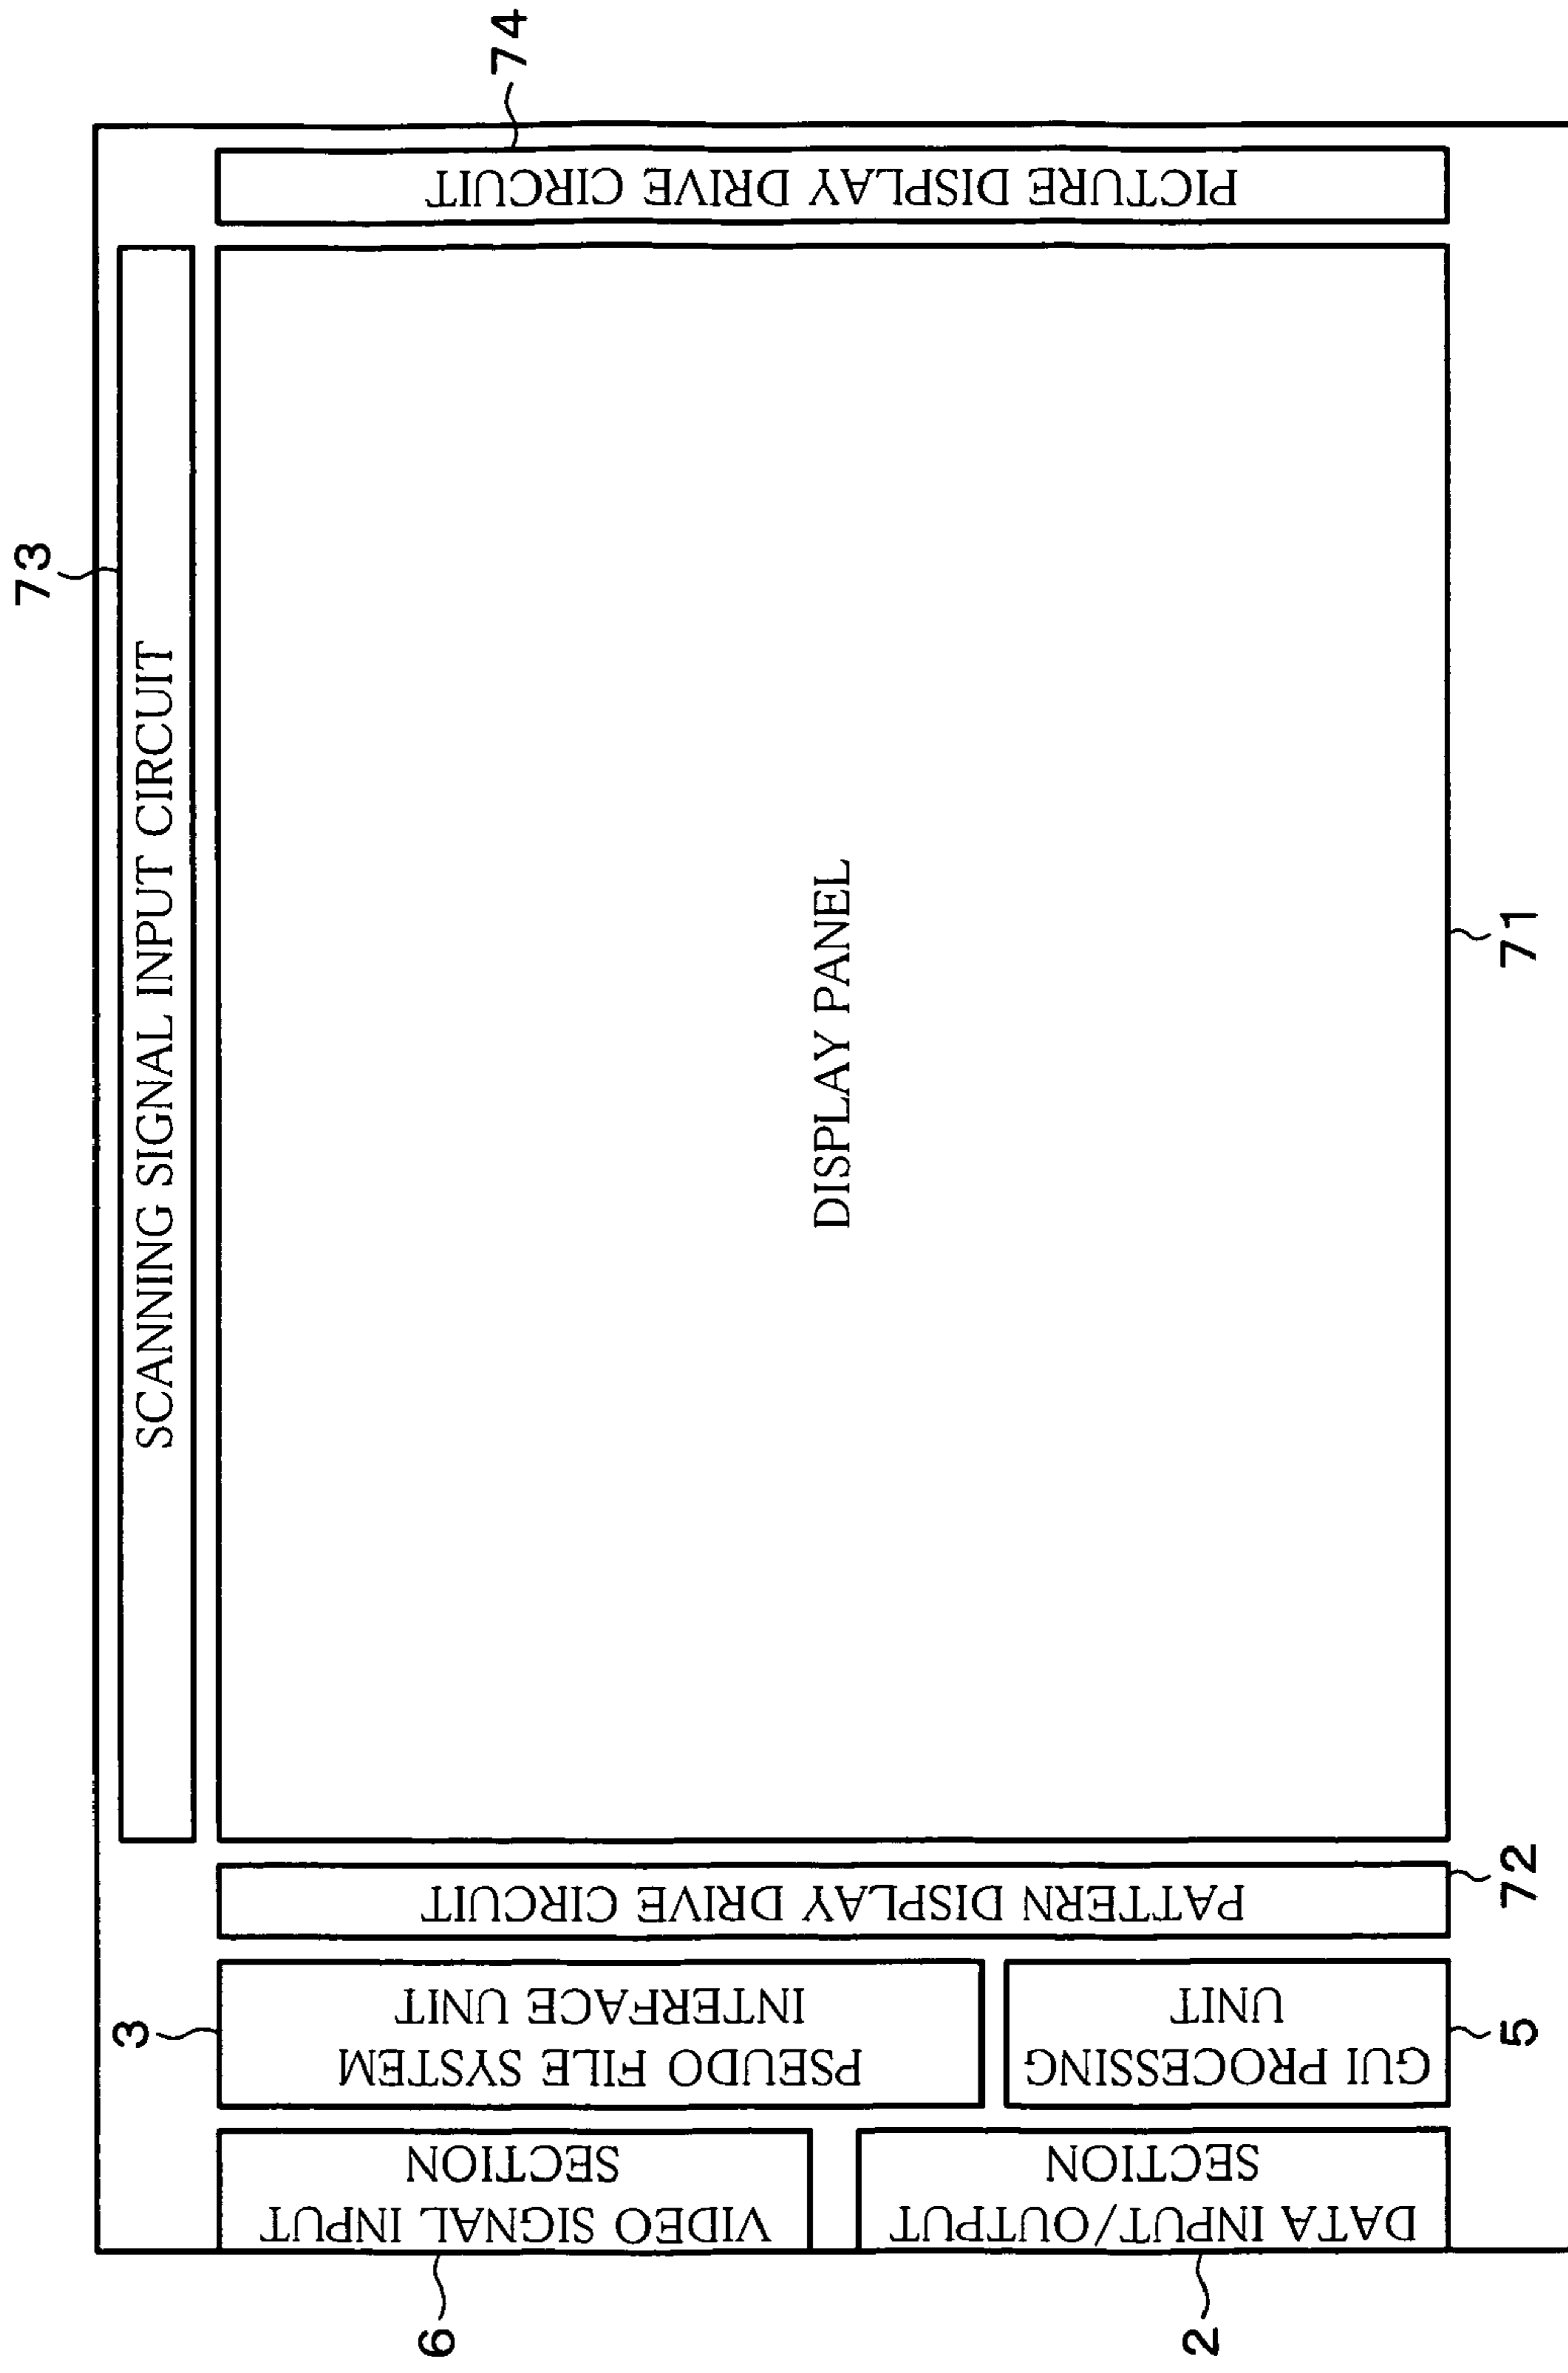 74
PICTURE DISPLAY DRIVE CIRCUIT
73
SCANNING SIGNAL INPUT CIRCUIT
DISPLAY PANEL
71
PATTERN DISPLAY DRIVE CIRCUIT
72
3
PSEUDO FILE SYSTEM
INTERFACE UNIT
GUI PROCESSING
UNIT
5
VIDEO SIGNAL INPUT
SECTION
6
DATA INPUT/OUTPUT
SECTION
2